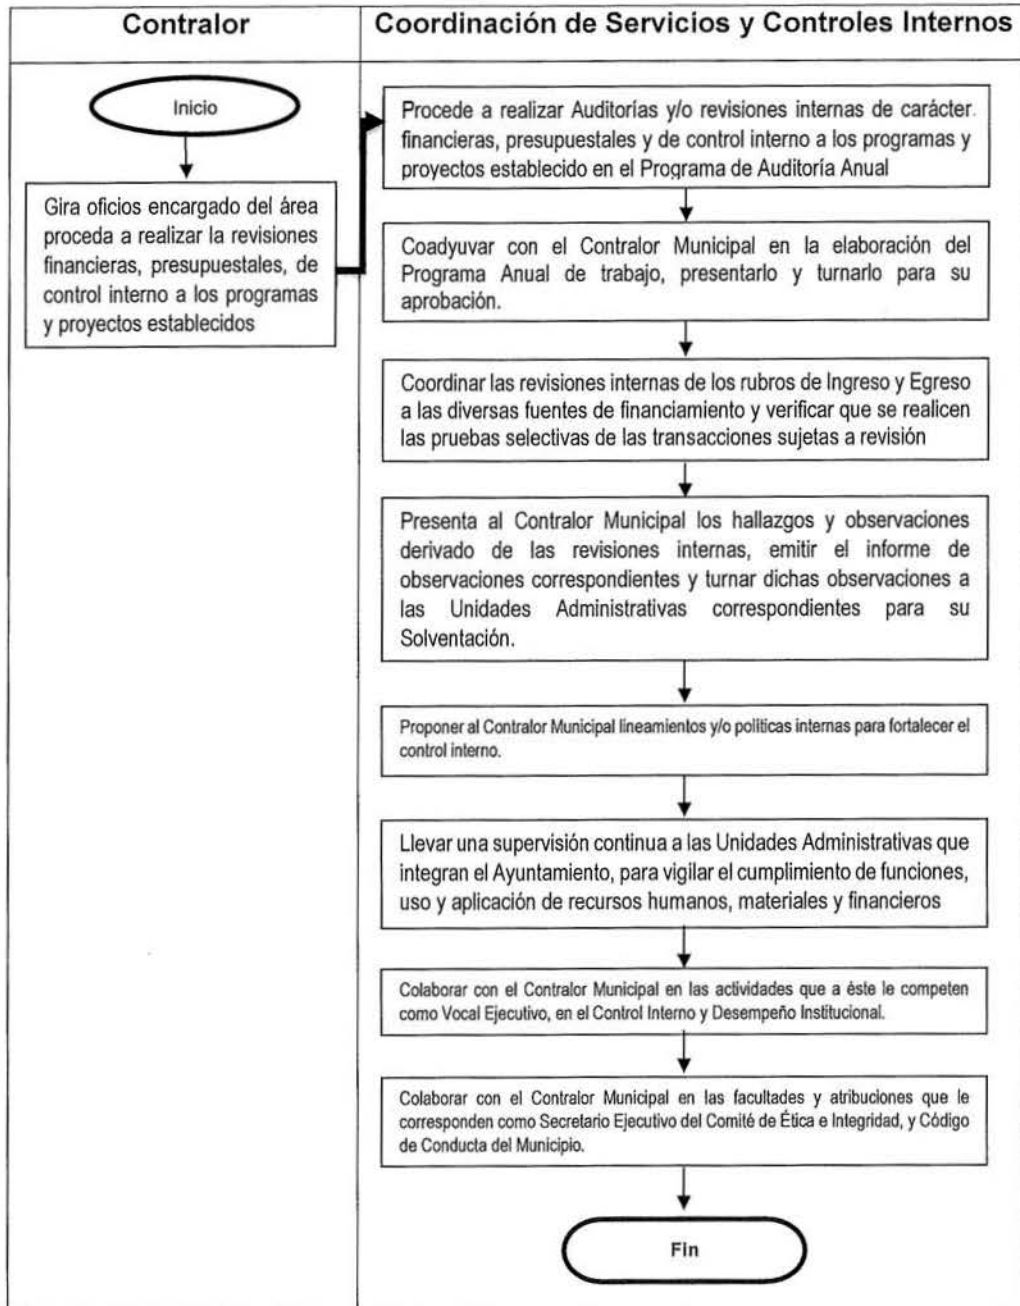 Contralor
Coordinación de Servicios y Controles Internos
Inicio
Gira oficios encargado del área
proceda a realizar la revisiones
financieras, presupuestales, de
control interno a los programas
y proyectos establecidos
Procede a realizar Auditorías y/o revisiones internas de carácter
financieras, presupuestales y de control interno a los programas y
proyectos establecido en el Programa de Auditoría Anual
Coadyuvar con el Contralor Municipal en la elaboración del
Programa Anual de trabajo, presentarlo y turnarlo para su
aprobación.
Coordinar las revisiones internas de los rubros de Ingreso y Egreso
a las diversas fuentes de financiamiento y verificar que se realicen
las pruebas selectivas de las transacciones sujetas a revisión
Presenta al Contralor Municipal los hallazgos y observaciones
derivado de las revisiones internas, emitir el informe de
observaciones correspondientes y turnar dichas observaciones a
las Unidades Administrativas correspondientes para su
Solventación.
Proponer al Contralor Municipal lineamientos y/o políticas internas para fortalecer el
control interno.
Llevar una supervisión continua a las Unidades Administrativas que
integran el Ayuntamiento, para vigilar el cumplimiento de funciones,
uso y aplicación de recursos humanos, materiales y financieros
Colaborar con el Contralor Municipal en las actividades que a éste le competen
como Vocal Ejecutivo, en el Control Interno y Desempeño Institucional.
Colaborar con el Contralor Municipal en las facultades y atribuciones que le
corresponden como Secretario Ejecutivo del Comité de Ética e Integridad, y Código
de Conducta del Municipio.
Fin